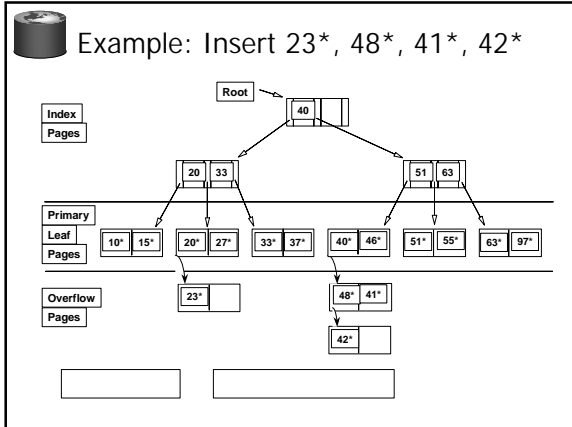 Example: Insert 23*, 48*, 41*, 42*
Root
Index
Pages
40
20 33
51 63
Primary
Leaf
Pages
10* 15*
20* 27*
33* 37*
40* 46*
51* 55*
63* 97*
Overflow
Pages
23*
48* 41*
42*